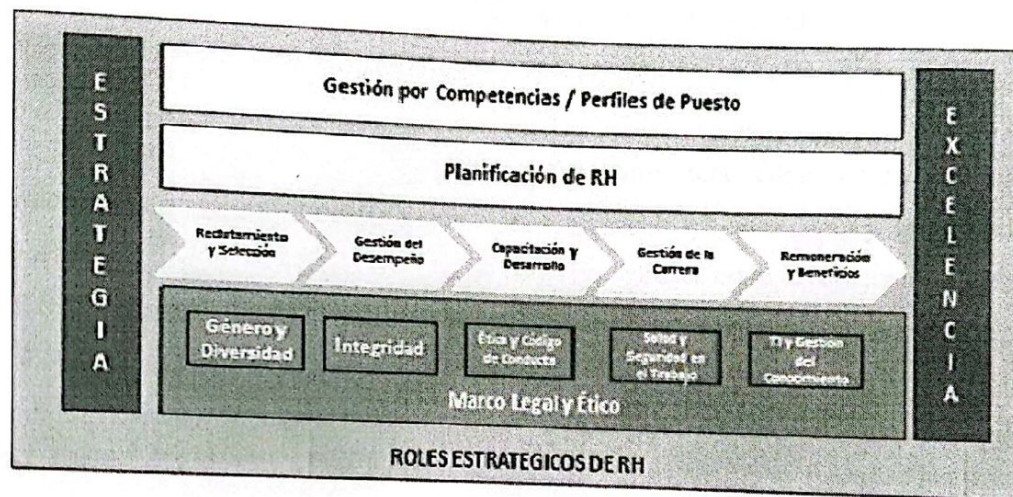 ESTRATEGIA
Gestión por Competencias / Perfiles de Puesto
Planificación de RH
Reclutamiento
y Selección
Gestión del
Desempeño
Capacitación y
Desarrollo
Gestión de la
Carrera
Remuneración
y Beneficios
Género y
Diversidad
Integridad
Ética y Código
de Conducta
Salud y
Seguridad en
el Trabajo
TI y Gestión
del
Conocimiento
Marco Legal y Ético
EXCELENCIA
ROLES ESTRATEGICOS DE RH